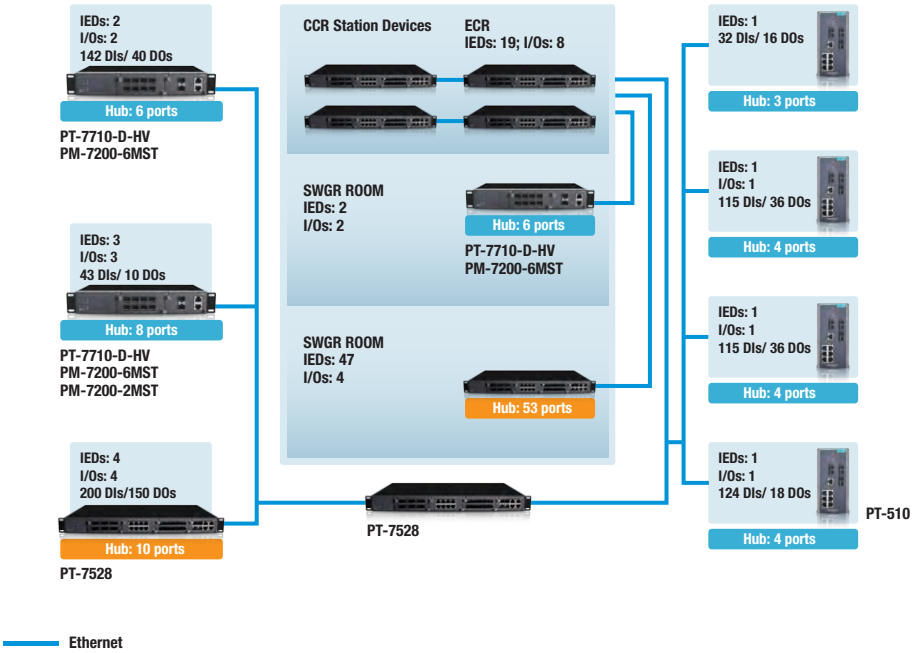 IEDs: 2
I/Os: 2
142 DIs/ 40 DOs
Hub: 6 ports
PT-7710-D-HV
PM-7200-6MST
IEDs: 3
I/Os: 3
43 DIs/ 10 DOs
Hub: 8 ports
PT-7710-D-HV
PM-7200-6MST
PM-7200-2MST
IEDs: 4
I/Os: 4
200 DIs/150 DOs
Hub: 10 ports
PT-7528
CCR Station Devices
ECR
IEDs: 19; I/Os: 8
SWGR ROOM
IEDs: 2
I/Os: 2
Hub: 6 ports
PT-7710-D-HV
PM-7200-6MST
SWGR ROOM
IEDs: 47
I/Os: 4
Hub: 53 ports
PT-7528
IEDs: 1
32 DIs/ 16 DOs
Hub: 3 ports
IEDs: 1
I/Os: 1
115 DIs/ 36 DOs
Hub: 4 ports
IEDs: 1
I/Os: 1
115 DIs/ 36 DOs
Hub: 4 ports
IEDs: 1
I/Os: 1
124 DIs/ 18 DOs
Hub: 4 ports
PT-510
Ethernet